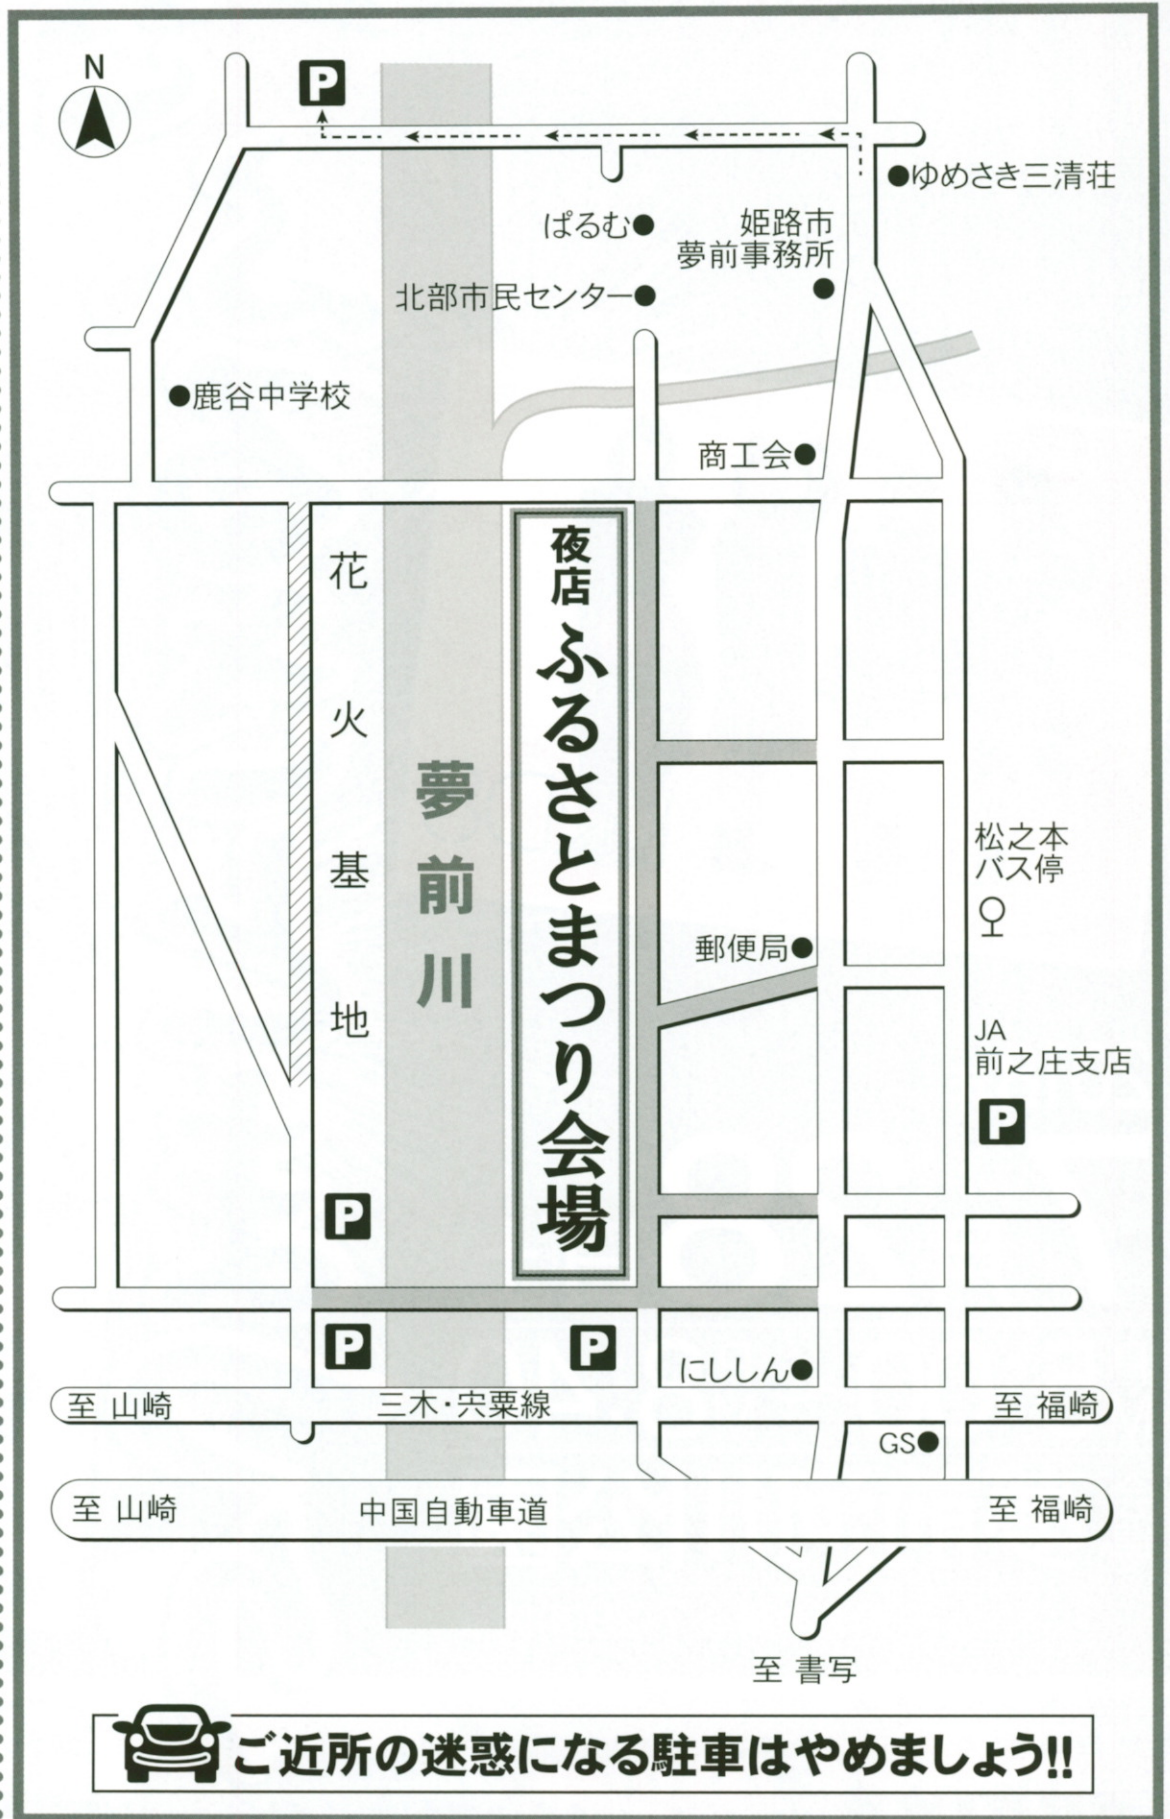 N
P
ゆめさき三清荘
ぱるむ
姫路市
夢前事務所
北部市民センター
鹿谷中学校
商工会
花火基地
夢前川
夜店
ふるさとまつり会場
松之本
バス停
郵便局
JA
前之庄支店
P
P
P
P
にししん
至 山崎
三木・宍粟線
至 福崎
GS
至 山崎
中国自動車道
至 福崎
至 書写
ご近所の迷惑になる駐車はやめましょう!!